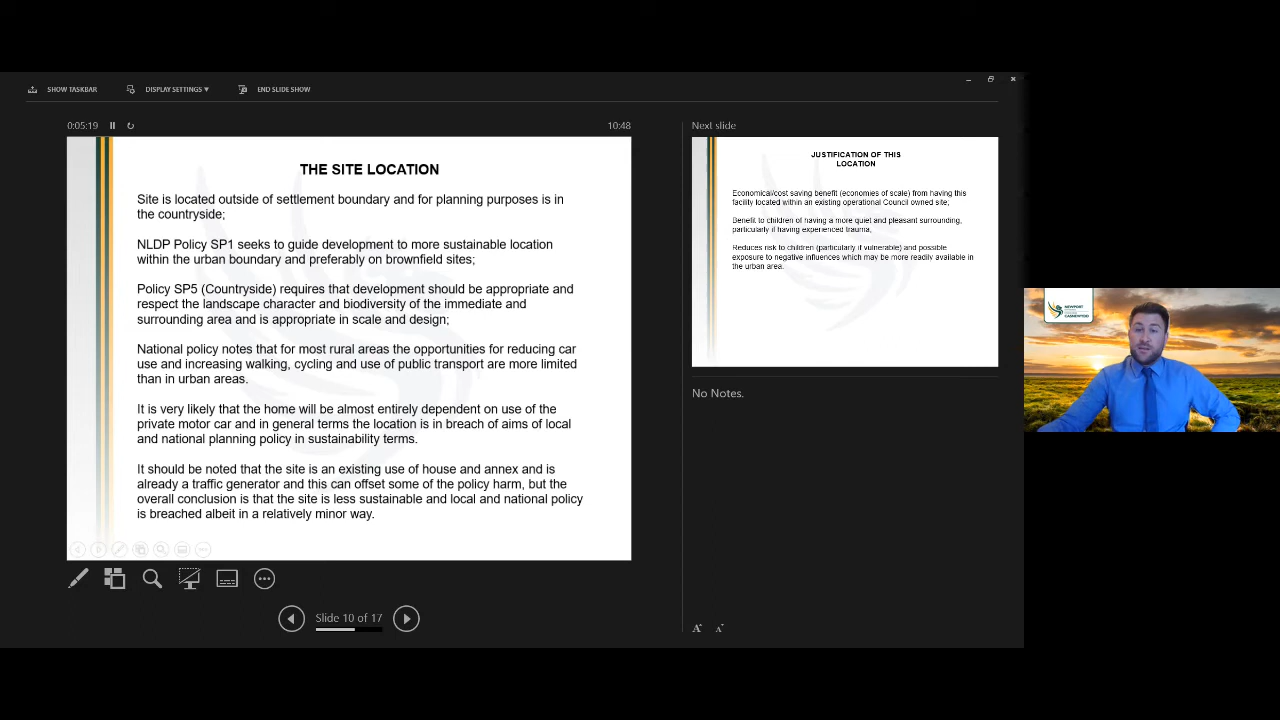 SHOW TASKBAR
DISPLAY SETTINGS ▾
END SLIDE SHOW
0:05:19
10:48
THE SITE LOCATION
Site is located outside of settlement boundary and for planning purposes is in
the countryside;
NLDP Policy SP1 seeks to guide development to more sustainable location
within the urban boundary and preferably on brownfield sites;
Policy SP5 (Countryside) requires that development should be appropriate and
respect the landscape character and biodiversity of the immediate and
surrounding area and is appropriate in scale and design;
National policy notes that for most rural areas the opportunities for reducing car
use and increasing walking, cycling and use of public transport are more limited
than in urban areas.
It is very likely that the home will be almost entirely dependent on use of the
private motor car and in general terms the location is in breach of aims of local
and national planning policy in sustainability terms.
It should be noted that the site is an existing use of house and annex and is
already a traffic generator and this can offset some of the policy harm, but the
overall conclusion is that the site is less sustainable and local and national policy
is breached albeit in a relatively minor way.
Slide 10 of 17
Next slide
JUSTIFICATION OF THIS
LOCATION
Economical/cost saving benefit (economies of scale) from having this
facility located within an existing operational Council owned site;
Benefit to children of having a more quiet and pleasant surrounding,
particularly if having experienced trauma,
Reduces risk to children (particularly if vulnerable) and possible
exposure to negative influences which may be more readily available in
the urban area.
No Notes.
A A
NEWPORT
CASNEWYDD